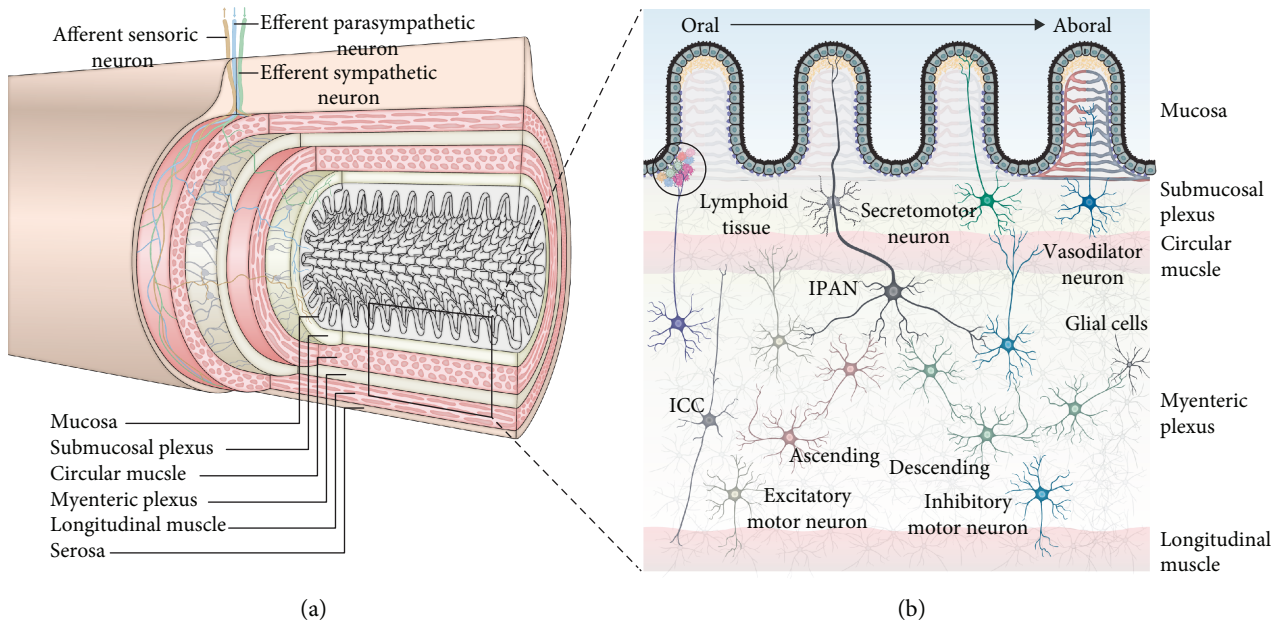 Afferent sensoric
neuron
Efferent parasympathetic
neuron
Efferent sympathetic
neuron
Mucosa
Submucosal plexus
Circular mucsle
Myenteric plexus
Longitudinal muscle
Serosa
(a)
Oral
Aboral
Mucosa
Submucosal
plexus
Circular
mucsle
Myenteric
plexus
Longitudinal
muscle
Lymphoid
tissue
Secretomotor
neuron
Vasodilator
neuron
IPAN
Glial cells
ICC
Ascending
Descending
Excitatory
motor neuron
Inhibitory
motor neuron
(b)